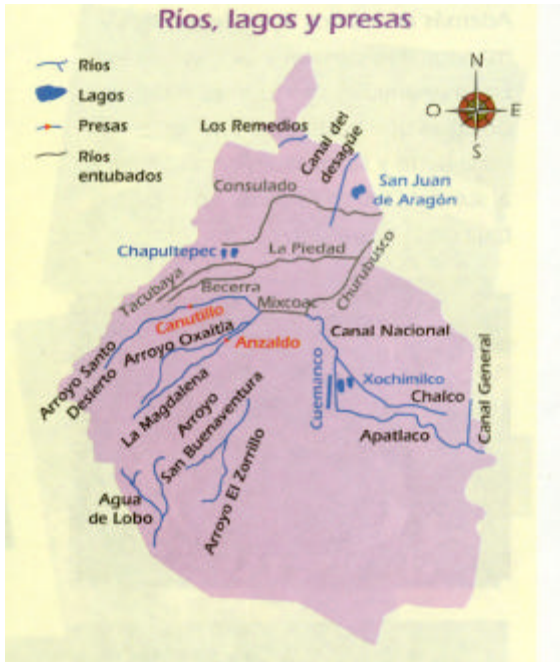 Ríos, lagos y presas
Ríos
Lagos
Presas
Ríos
entubados
N
O
E
S
Los Remedios
Canal del
desagüe
Consulado
San Juan
de Aragón
Chapultepec
La Piedad
Tacubaya
Becerra
Churubusco
Mixcoac
Canutillo
Arroyo Oxaitla
Anzaldo
Canal Nacional
Arroyo Santo
Desierto
La Magdalena
Arroyo
San Buenaventura
Cuemanco
Xochimilco
Chalco
Canal General
Apatlaco
Agua
de Lobo
Arroyo El Zorrillo